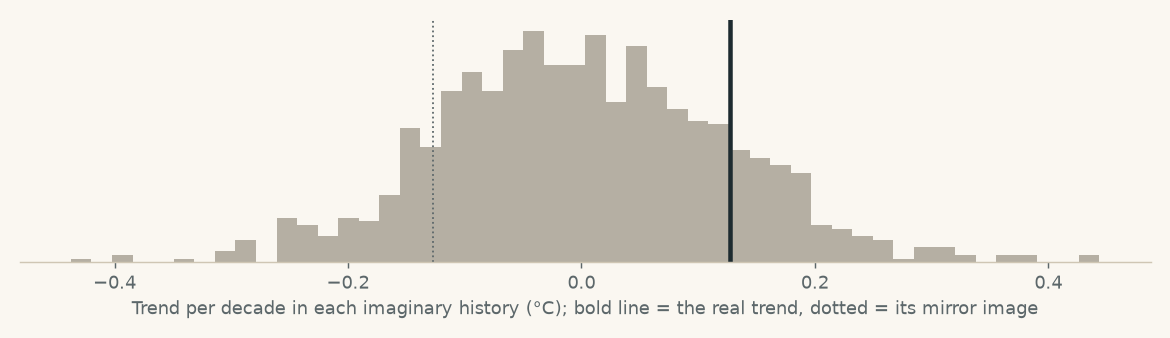 −0.4 −0.2 0.0 0.2 0.4
Trend per decade in each imaginary history (°C); bold line = the real trend, dotted = its mirror image